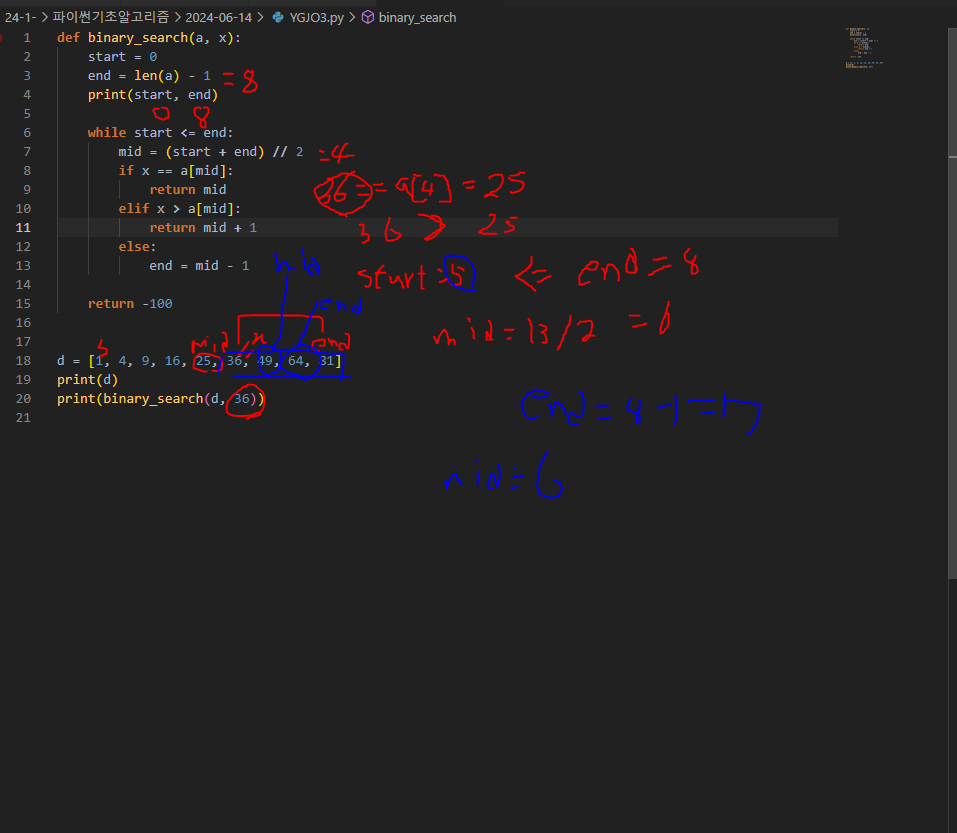 24-1- > 파이썬기초알고리즘 > 2024-06-14 > YGJO3.py > binary_search
1 def binary_search(a, x):
2 start = 0
3 end = len(a) - 1 = 8
4 print(start, end)
5 0 8
6 while start <= end:
7 mid = (start + end) // 2 = 4
8 if x == a[mid]:
9 return mid 36 == a[4] = 25
10 elif x > a[mid]:
11 return mid + 1 36 > 25
12 else:
13 end = mid - 1 mid start = 5 <= end = 8
14
15 return -100 end
16 mid = 13/2 = 6
17 mid end
18 d = [1, 4, 9, 16, 25, 36, 49, 64, 81]
19 print(d)
20 print(binary_search(d, 36))
end = 8 - 1 = 7
21
mid = 6